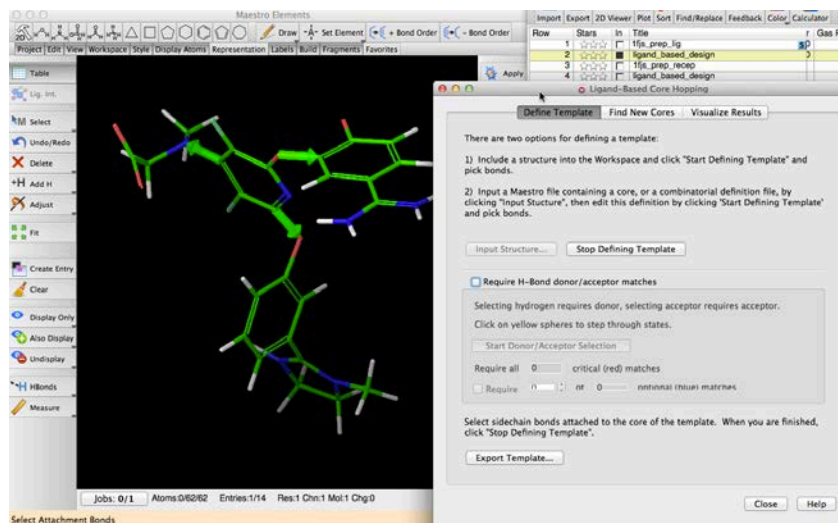 Maestro Elements
2D
Draw Set Element + Bond Order - Bond Order
Project Edit View Workspace Style Display Atoms Representation Labels Build Fragments Favorites
Import Export 2D Viewer Plot Sort Find/Replace Feedback Color Calculator
Row Stars In Title
1 1fjs_prep_lig S
2 ligand_based_design
3 1fjs_prep_recep
4 ligand_based_design
Table
Lig. Int.
Select
Undo/Redo
Delete
+H Add H
Adjust
Fit
Create Entry
Clear
Display Only
Also Display
Undisplay
HBonds
Measure
Apply
Ligand-Based Core Hopping
Define Template Find New Cores Visualize Results
There are two options for defining a template:
1) Include a structure into the Workspace and click "Start Defining Template" and
pick bonds.
2) Input a Maestro file containing a core, or a combinatorial definition file, by
clicking "Input Stucture", then edit this definition by clicking 'Start Defining Template'
and pick bonds.
Input Structure... Stop Defining Template
Require H-Bond donor/acceptor matches
Selecting hydrogen requires donor, selecting acceptor requires acceptor.
Click on yellow spheres to step through states.
Start Donor/Acceptor Selection
Require all 0 critical (red) matches
Require 0 of 0 optional (blue) matches
Select sidechain bonds attached to the core of the template. When you are finished,
click "Stop Defining Template".
Export Template...
Close Help
Jobs: 0/1 Atoms:0/62/62 Entries:1/14 Res:1 Chn:1 Mol:1 Chg:0
Select Attachment Bonds